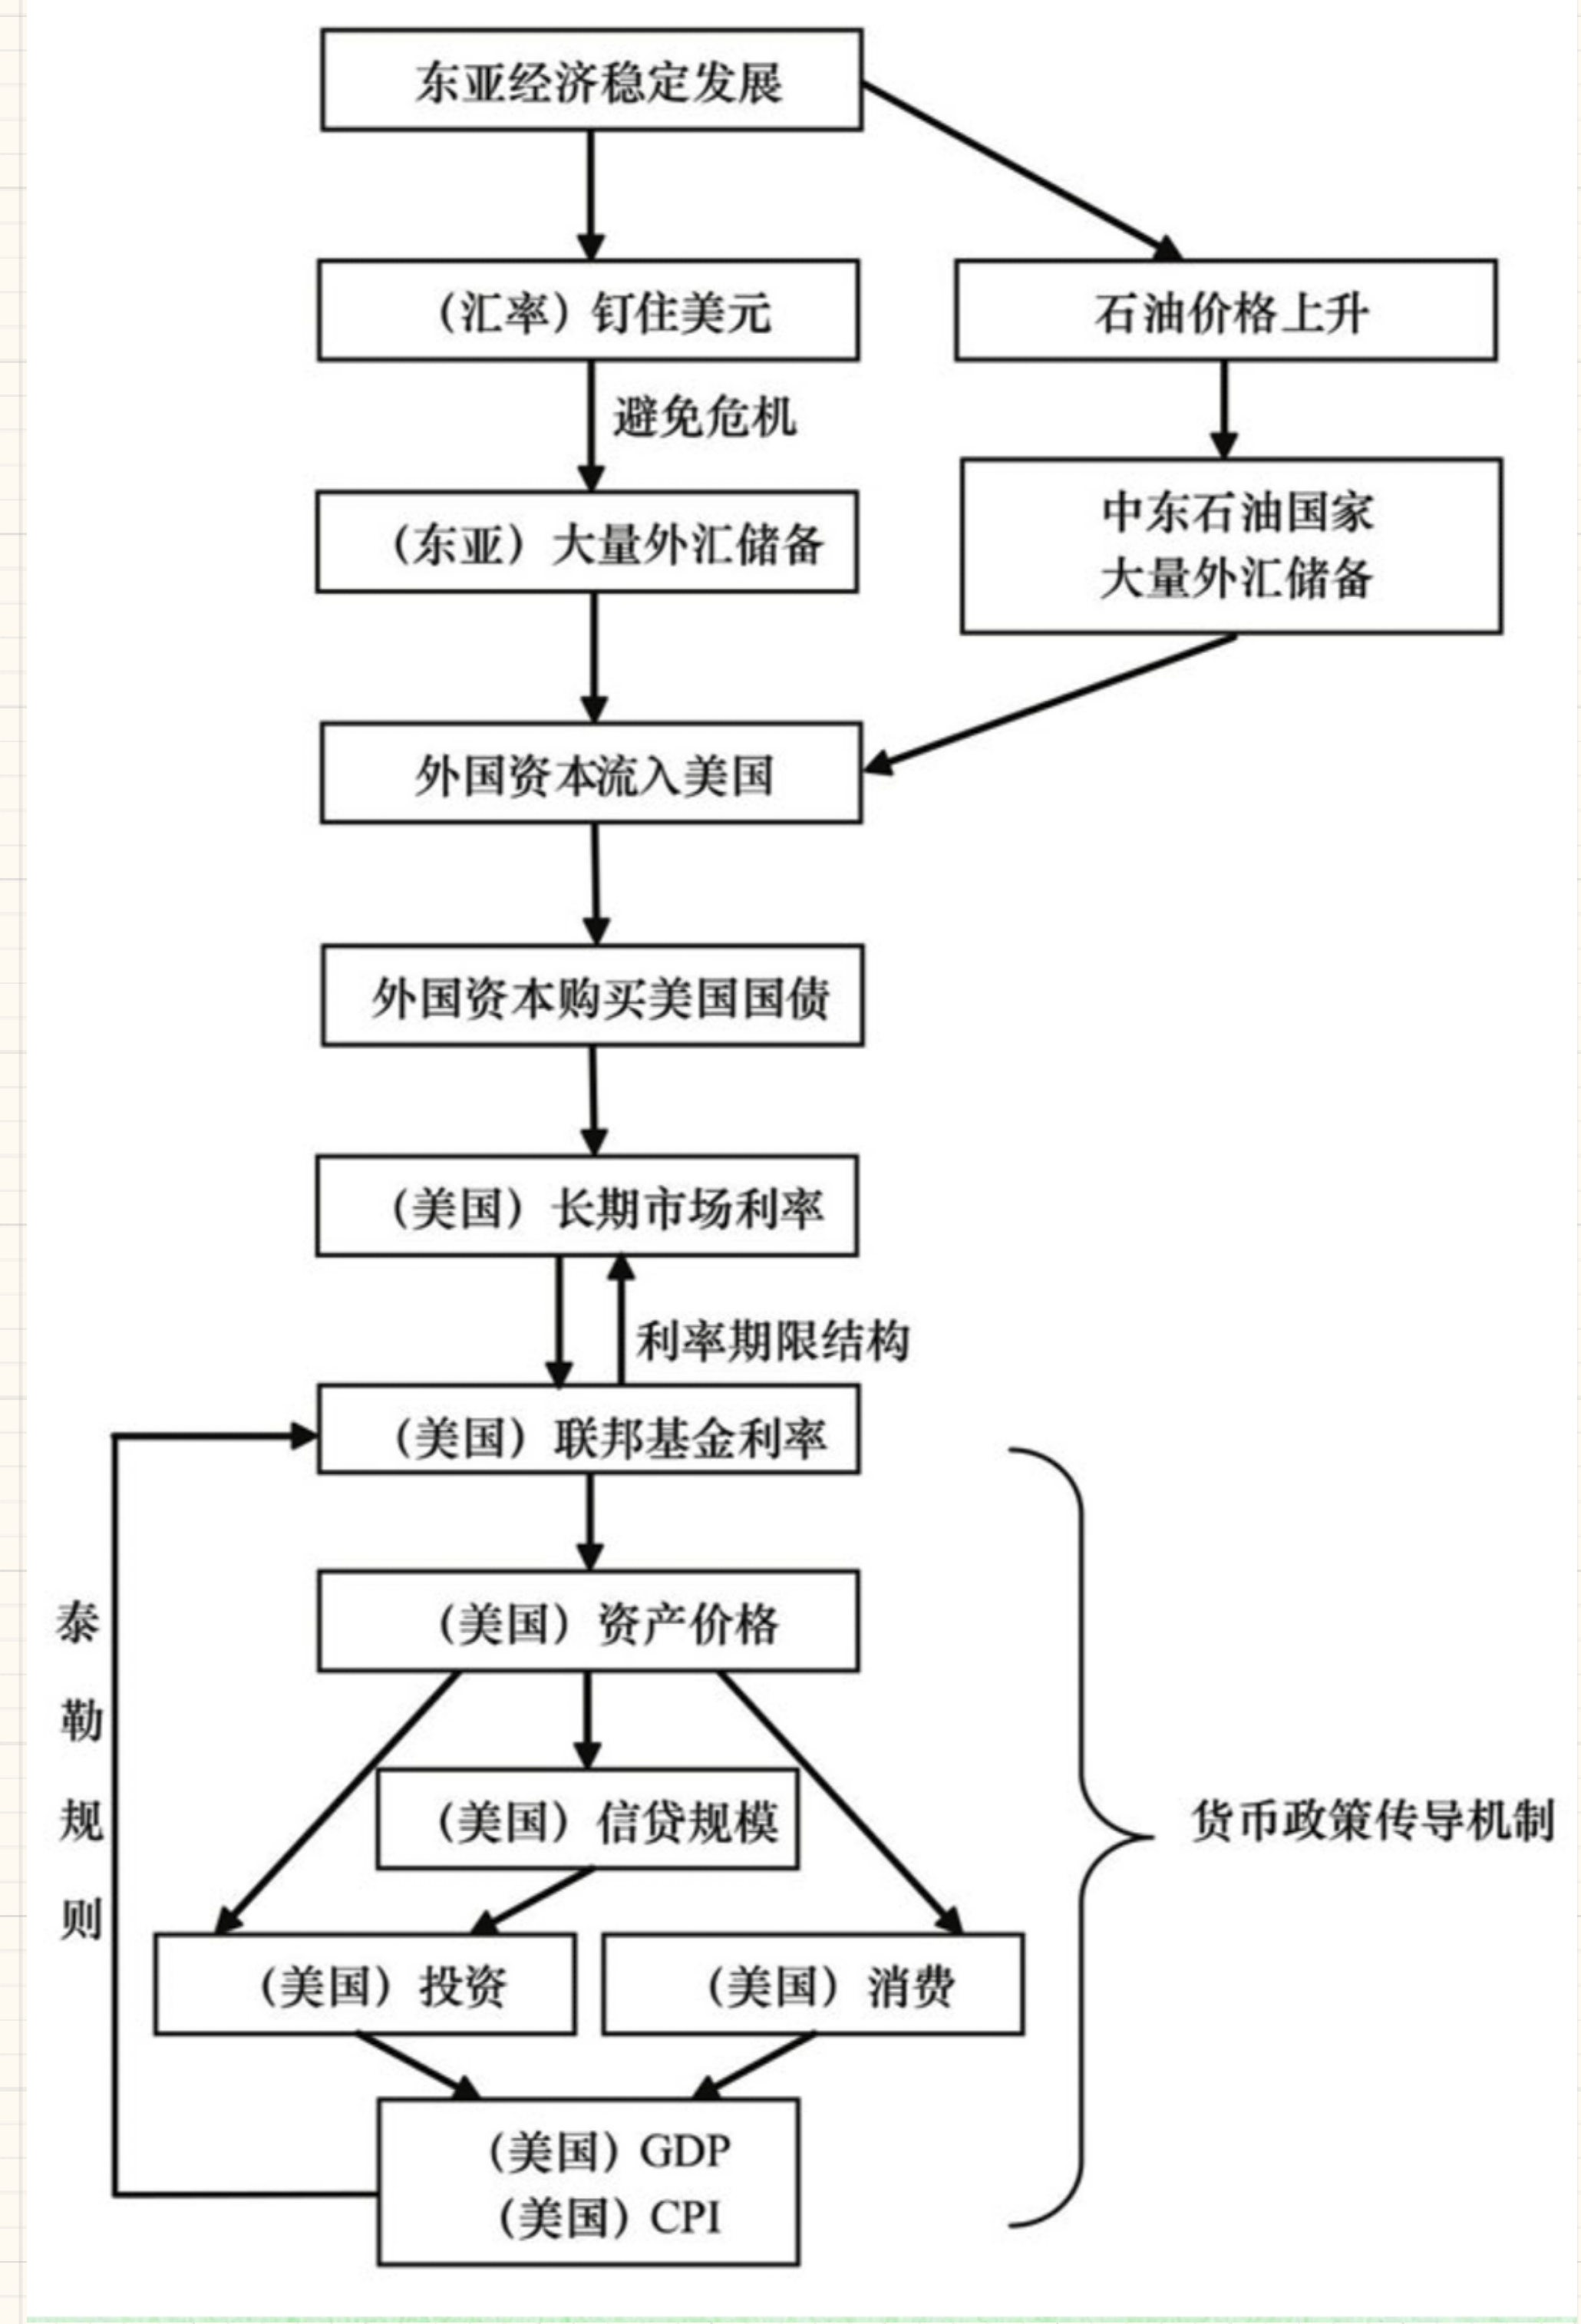 东亚经济稳定发展
（汇率）钉住美元
石油价格上升
避免危机
（东亚）大量外汇储备
中东石油国家
大量外汇储备
外国资本流入美国
外国资本购买美国国债
（美国）长期市场利率
利率期限结构
（美国）联邦基金利率
（美国）资产价格
泰
勒
规
则
（美国）信贷规模
货币政策传导机制
（美国）投资
（美国）消费
（美国）GDP
（美国）CPI